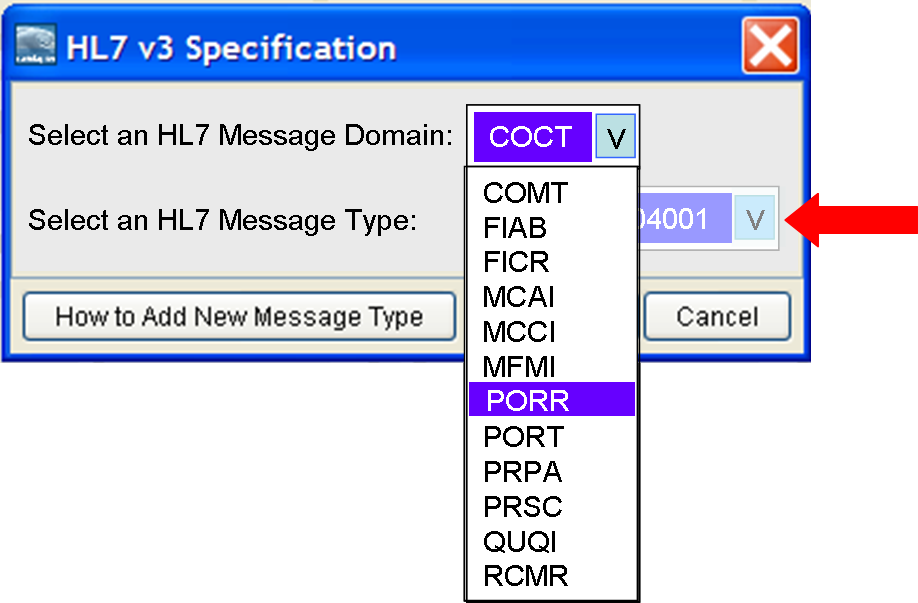 HL7 v3 Specification
Select an HL7 Message Domain: COCT V
COMT
Select an HL7 Message Type: 04001 V
FIAB
FICR
MCAI
How to Add New Message Type Cancel
MCCI
MFMI
PORR
PORT
PRPA
PRSC
QUQI
RCMR